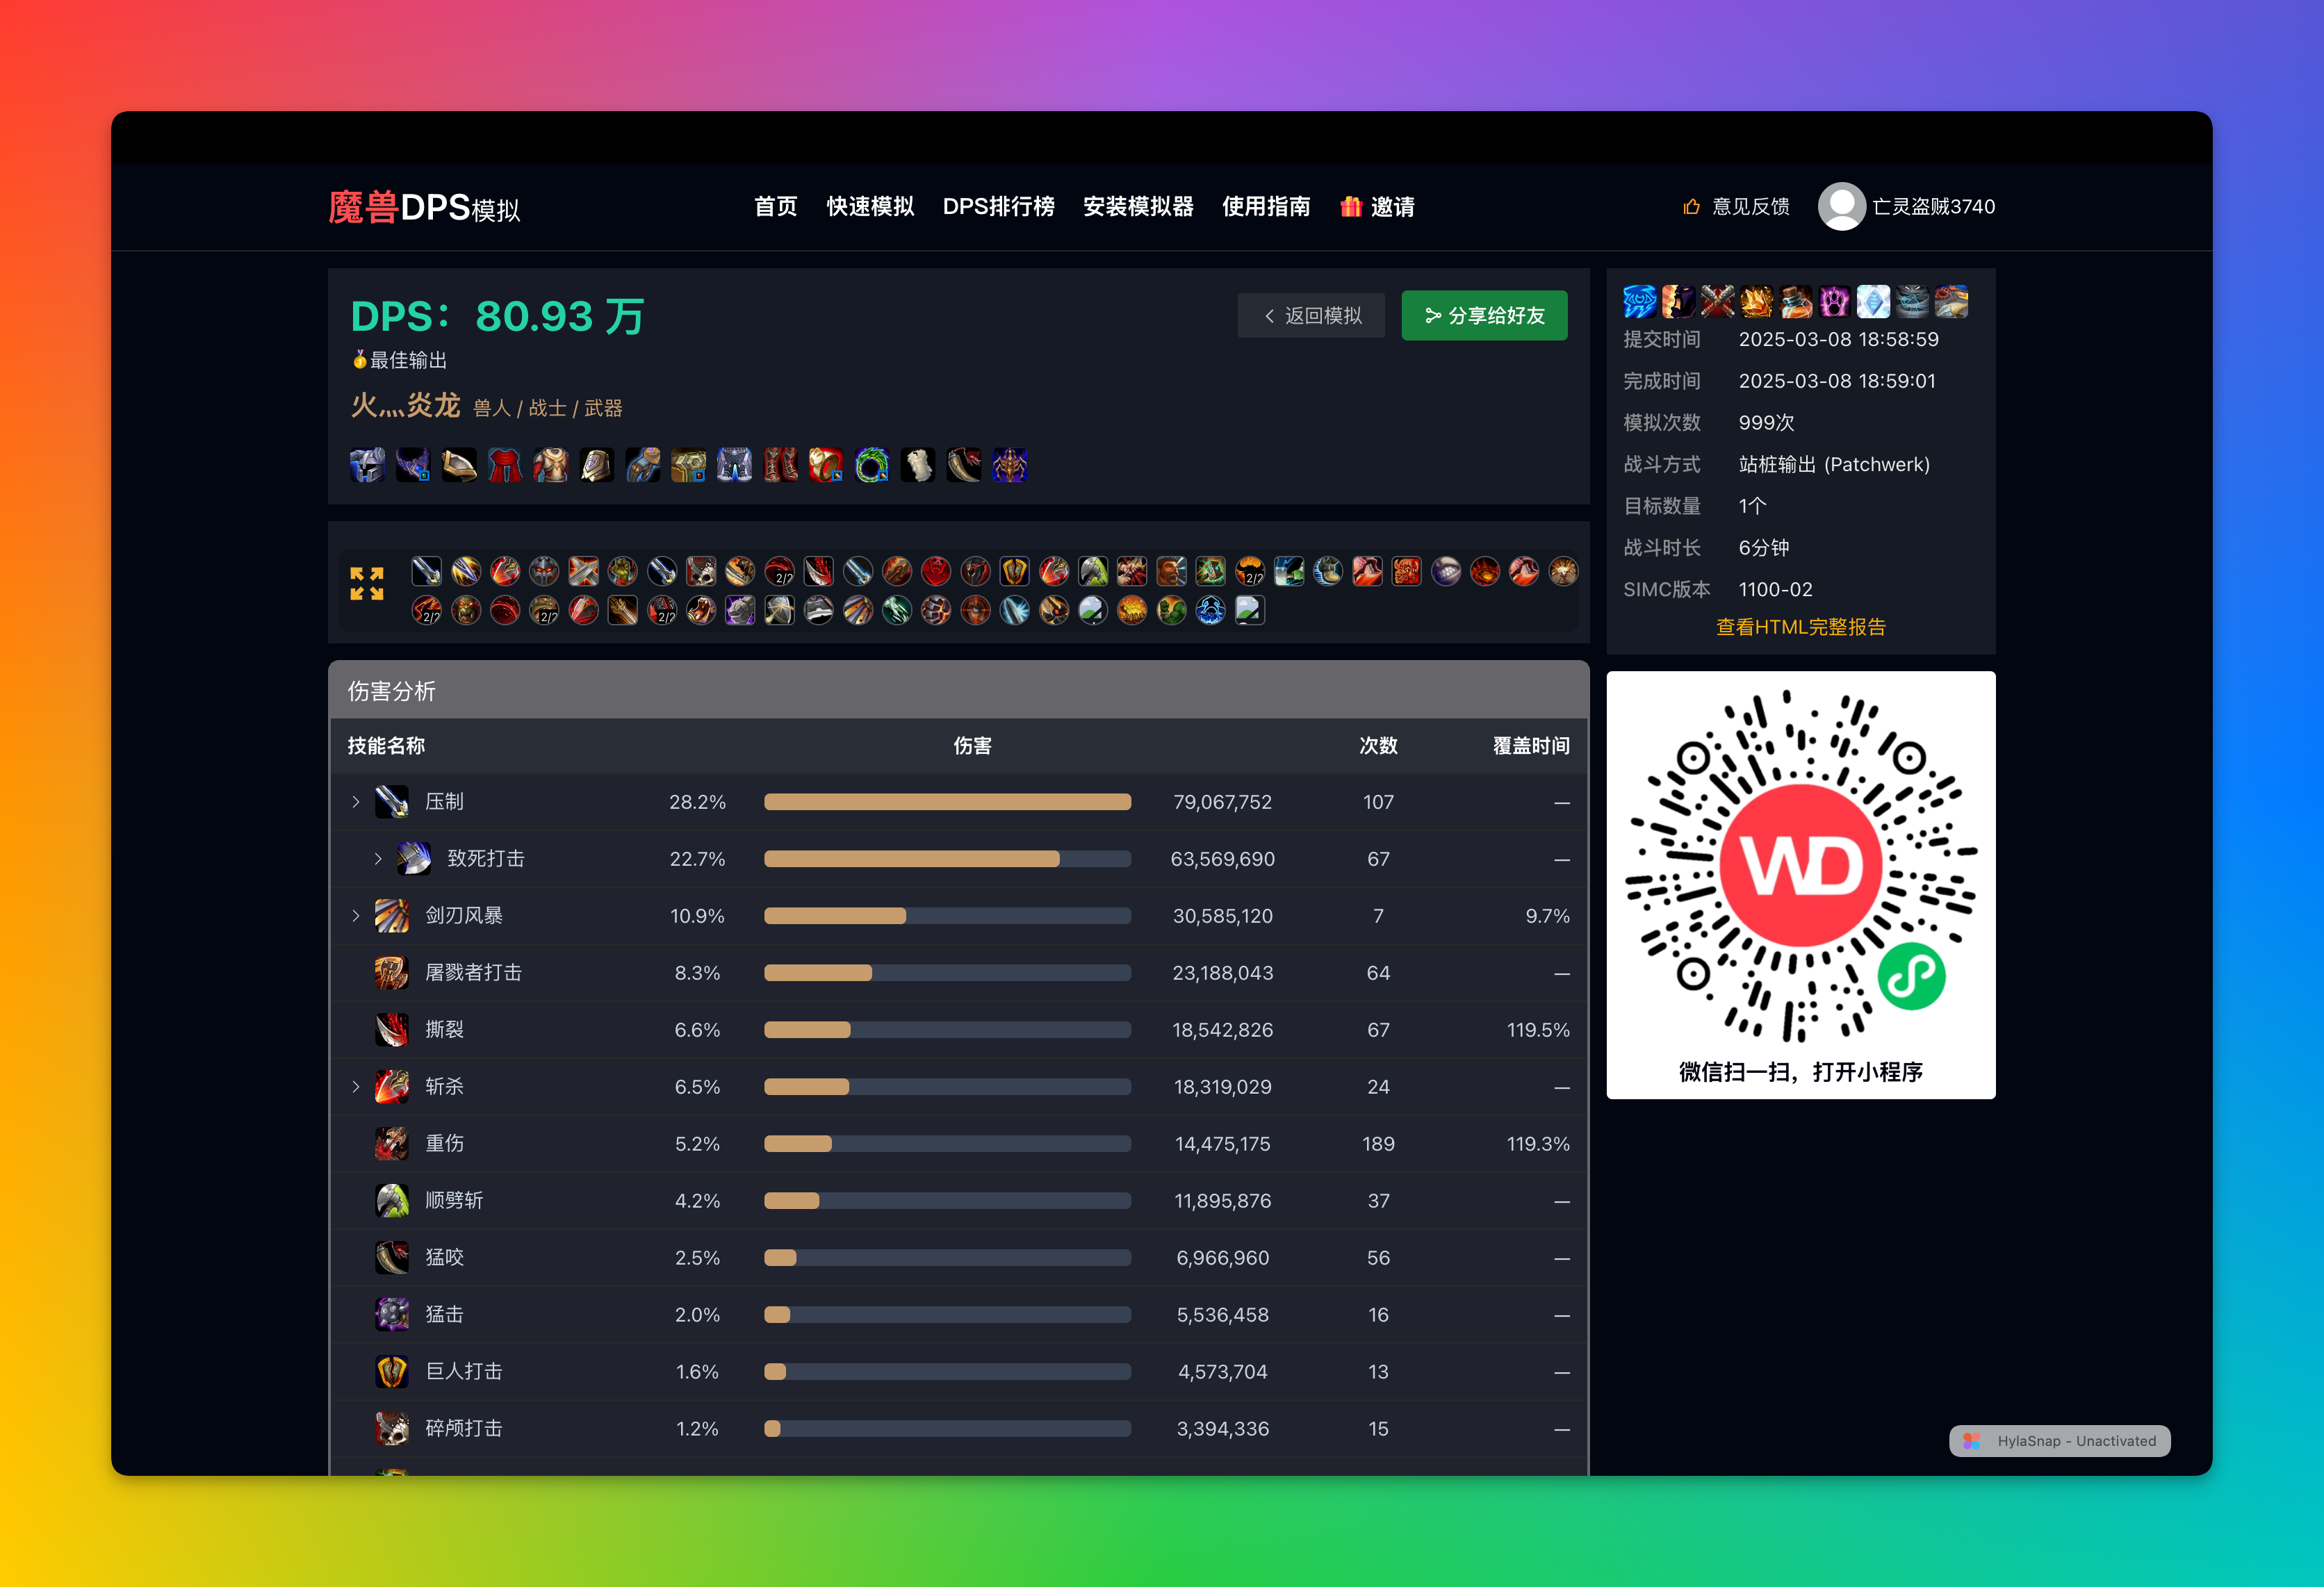 魔兽DPS模拟
首页 快速模拟 DPS排行榜 安装模拟器 使用指南 邀请
意见反馈 亡灵盗贼3740
DPS：80.93 万
返回模拟 分享给好友
最佳输出
火灬炎龙 兽人 / 战士 / 武器
2/2 2/2
2/2 2/2 2/2
提交时间 2025-03-08 18:58:59
完成时间 2025-03-08 18:59:01
模拟次数 999次
战斗方式 站桩输出 (Patchwerk)
目标数量 1个
战斗时长 6分钟
SIMC版本 1100-02
查看HTML完整报告
伤害分析
技能名称 伤害 次数 覆盖时间
压制 28.2% 79,067,752 107 —
致死打击 22.7% 63,569,690 67 —
剑刃风暴 10.9% 30,585,120 7 9.7%
屠戮者打击 8.3% 23,188,043 64 —
撕裂 6.6% 18,542,826 67 119.5%
斩杀 6.5% 18,319,029 24 —
重伤 5.2% 14,475,175 189 119.3%
顺劈斩 4.2% 11,895,876 37 —
猛咬 2.5% 6,966,960 56 —
猛击 2.0% 5,536,458 16 —
巨人打击 1.6% 4,573,704 13 —
碎颅打击 1.2% 3,394,336 15 —
WD
微信扫一扫，打开小程序
HylaSnap - Unactivated